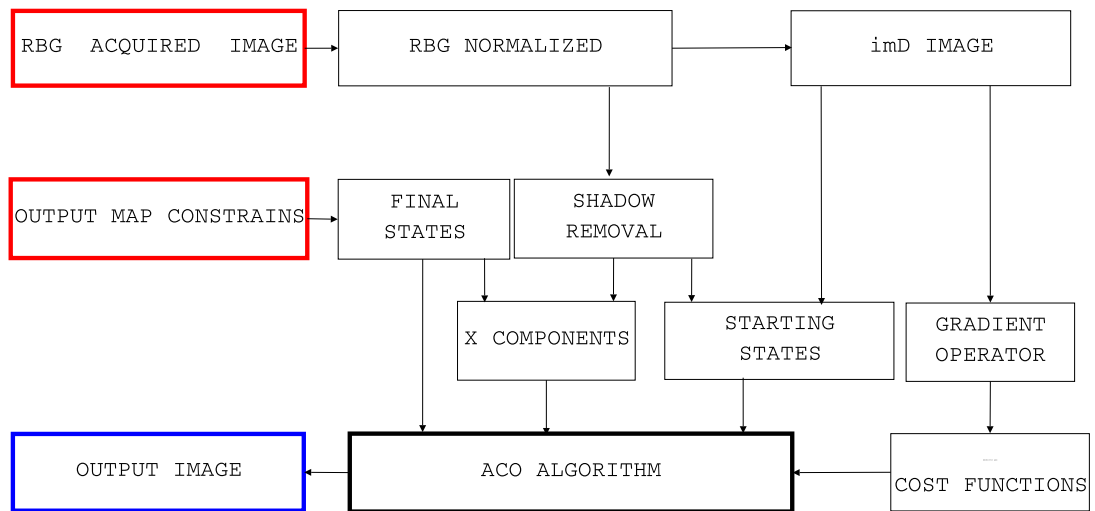 RBG ACQUIRED IMAGE
RBG NORMALIZED
imD IMAGE
OUTPUT MAP CONSTRAINS
FINAL
STATES
SHADOW
REMOVAL
X COMPONENTS
STARTING
STATES
GRADIENT
OPERATOR
OUTPUT IMAGE
ACO ALGORITHM
COST FUNCTIONS